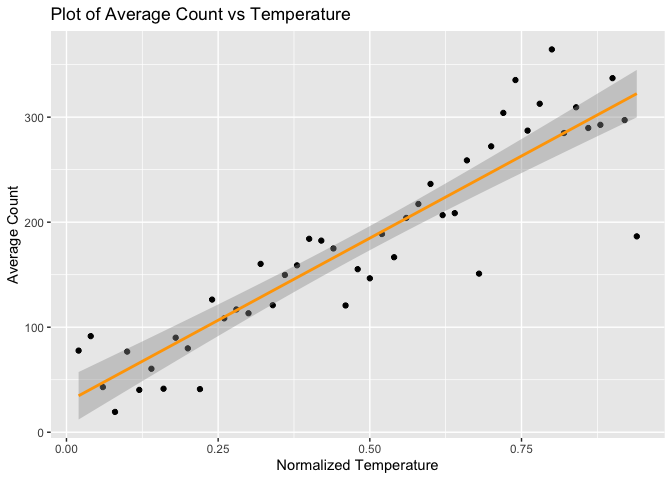 Plot of Average Count vs Temperature
300
200
100
0
Average Count
0.00 0.25 0.50 0.75
Normalized Temperature